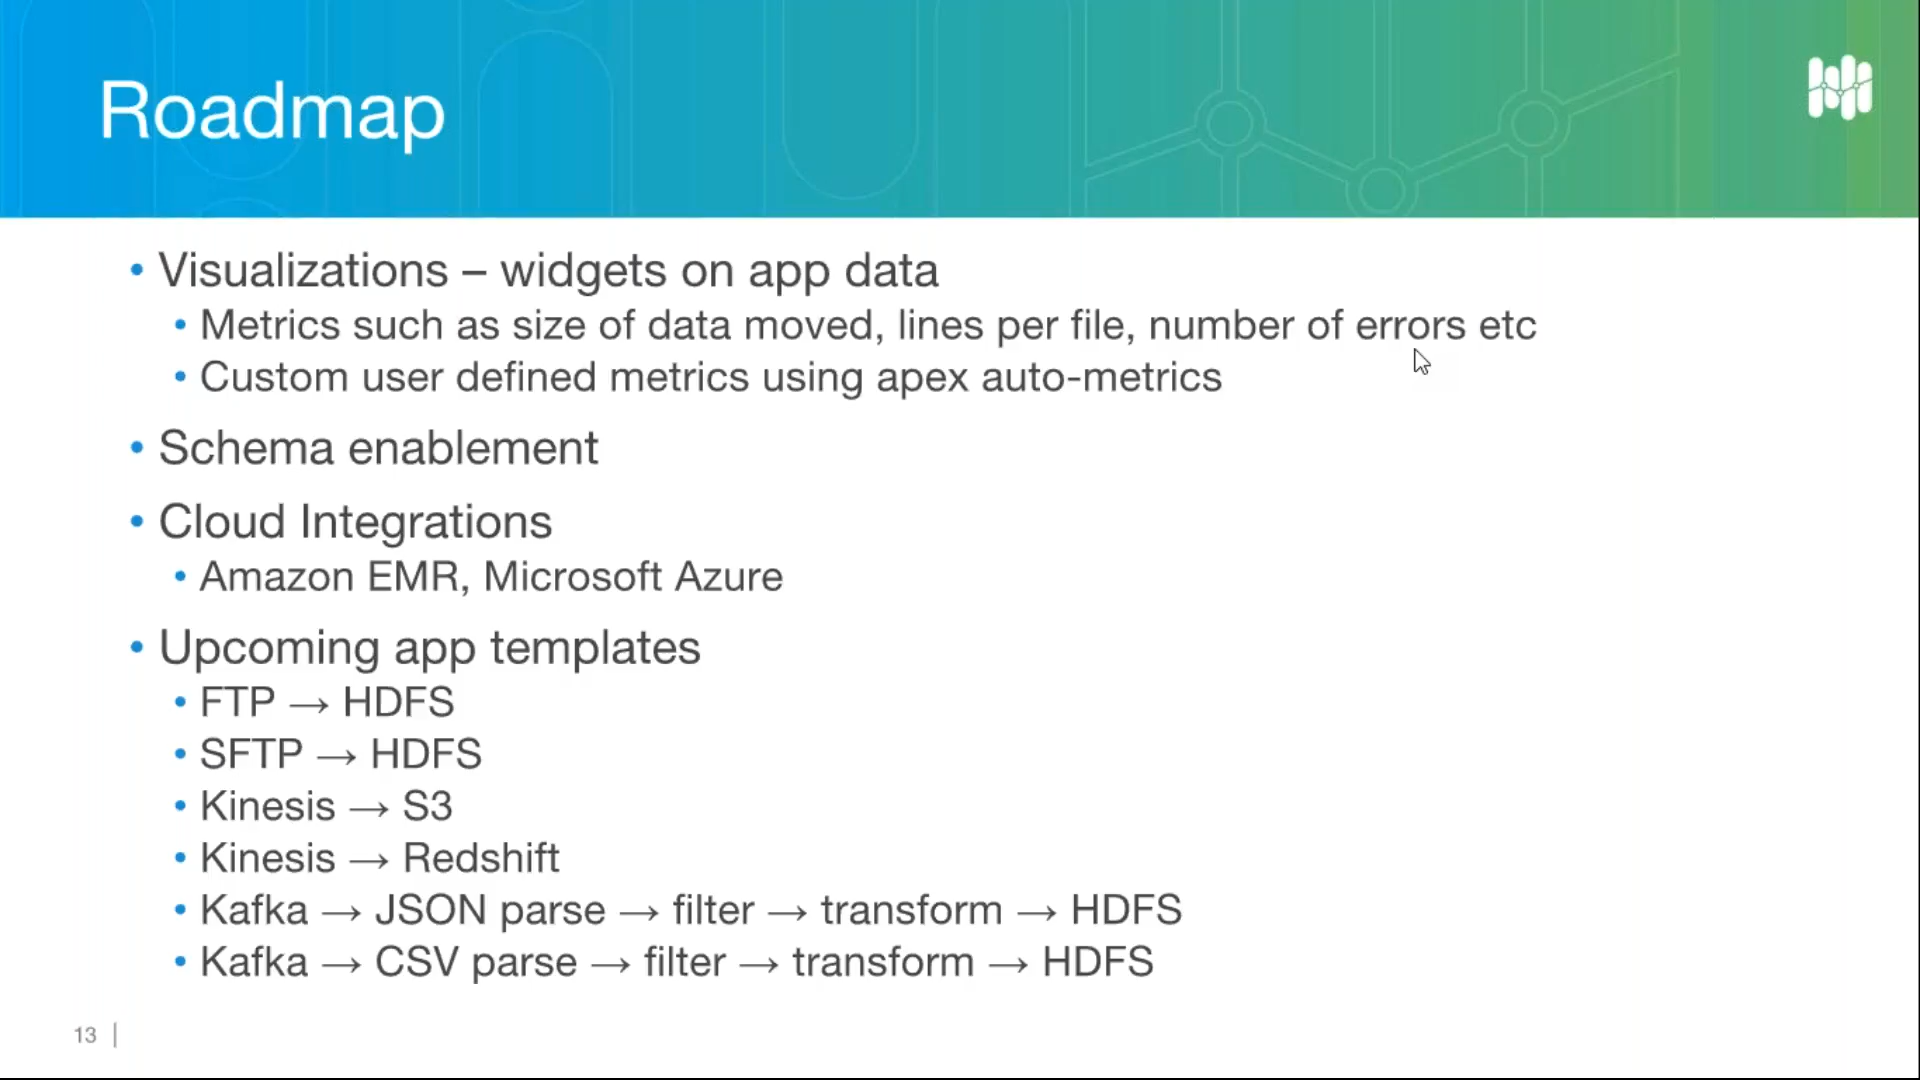 Roadmap
• Visualizations – widgets on app data
• Metrics such as size of data moved, lines per file, number of errors etc
• Custom user defined metrics using apex auto-metrics
• Schema enablement
• Cloud Integrations
• Amazon EMR, Microsoft Azure
• Upcoming app templates
• FTP → HDFS
• SFTP → HDFS
• Kinesis → S3
• Kinesis → Redshift
• Kafka → JSON parse → filter → transform → HDFS
• Kafka → CSV parse → filter → transform → HDFS
13 |